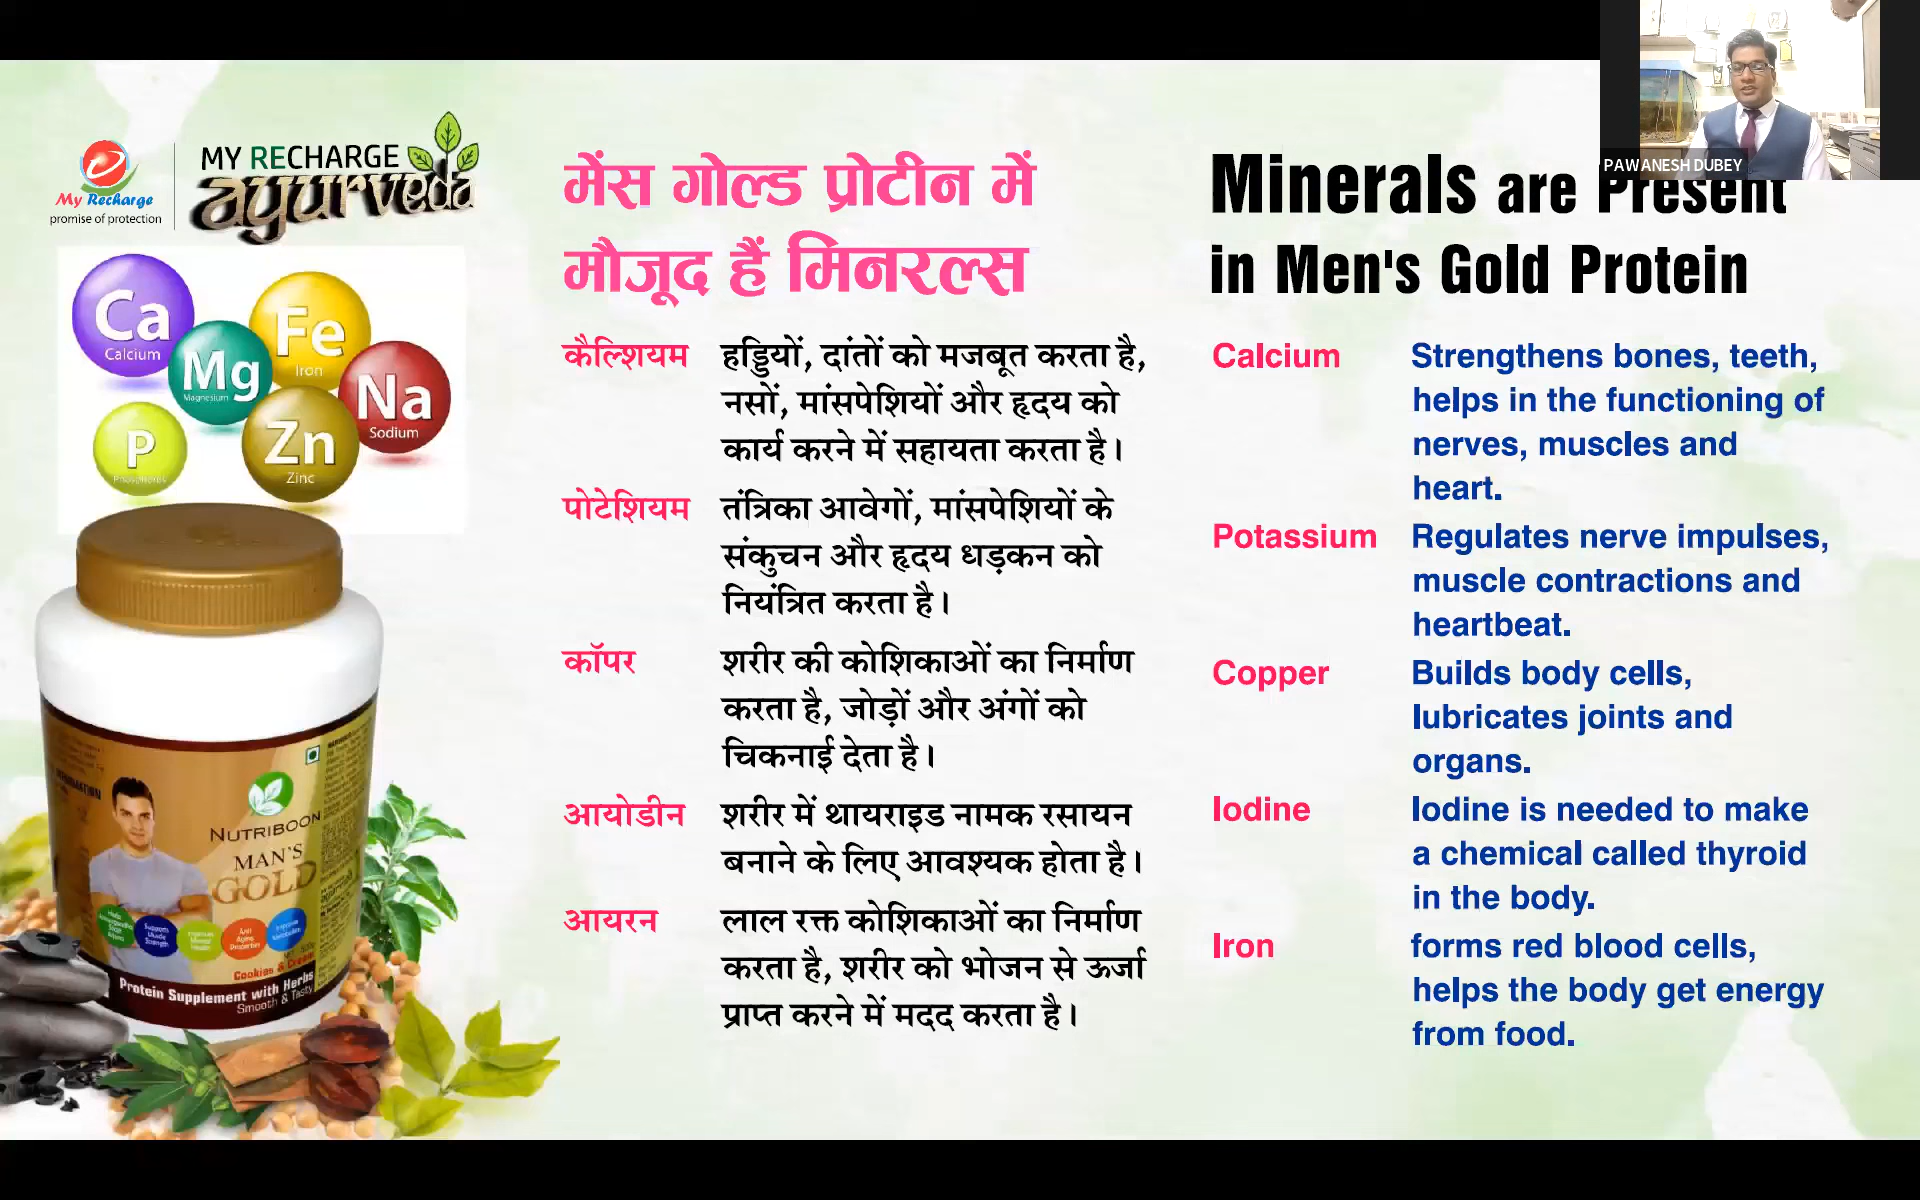 My Recharge
promise of protection
MY RECHARGE
ayurveda
Ca
Calcium
Mg
Magnesium
Fe
Iron
Na
Sodium
P
Zn
Zinc
NUTRIBOON
MAN'S
GOLD
Cookies & Cream
Protein Supplement with Herbs
Smooth & Tasty
मेंस गोल्ड प्रोटीन में
मौजूद हैं मिनरल्स
कैल्शियम हड्डियों, दांतों को मजबूत करता है,
नसों, मांसपेशियों और हृदय को
कार्य करने में सहायता करता है।
पोटेशियम तंत्रिका आवेगों, मांसपेशियों के
संकुचन और हृदय धड़कन को
नियंत्रित करता है।
कॉपर शरीर की कोशिकाओं का निर्माण
करता है, जोड़ों और अंगों को
चिकनाई देता है।
आयोडीन शरीर में थायराइड नामक रसायन
बनाने के लिए आवश्यक होता है।
आयरन लाल रक्त कोशिकाओं का निर्माण
करता है, शरीर को भोजन से ऊर्जा
प्राप्त करने में मदद करता है।
PAWANESH DUBEY
Minerals are Present
in Men's Gold Protein
Calcium Strengthens bones, teeth,
helps in the functioning of
nerves, muscles and
heart.
Potassium Regulates nerve impulses,
muscle contractions and
heartbeat.
Copper Builds body cells,
lubricates joints and
organs.
Iodine Iodine is needed to make
a chemical called thyroid
in the body.
Iron forms red blood cells,
helps the body get energy
from food.